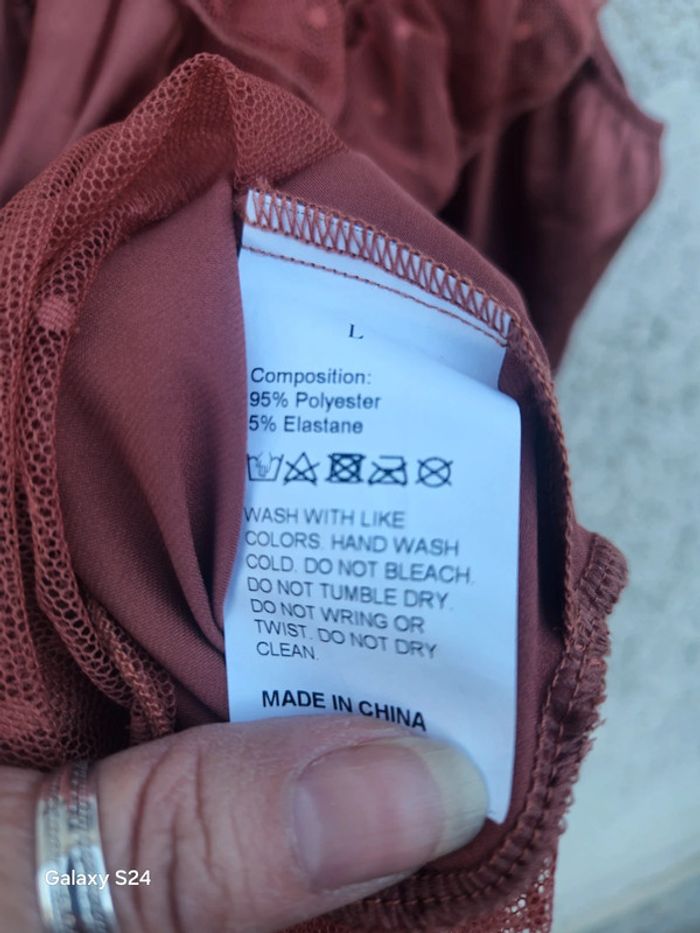 L
Composition:
95% Polyester
5% Elastane
WASH WITH LIKE
COLORS. HAND WASH
COLD. DO NOT BLEACH.
DO NOT TUMBLE DRY.
DO NOT WRING OR
TWIST. DO NOT DRY
CLEAN.
MADE IN CHINA
Galaxy S24